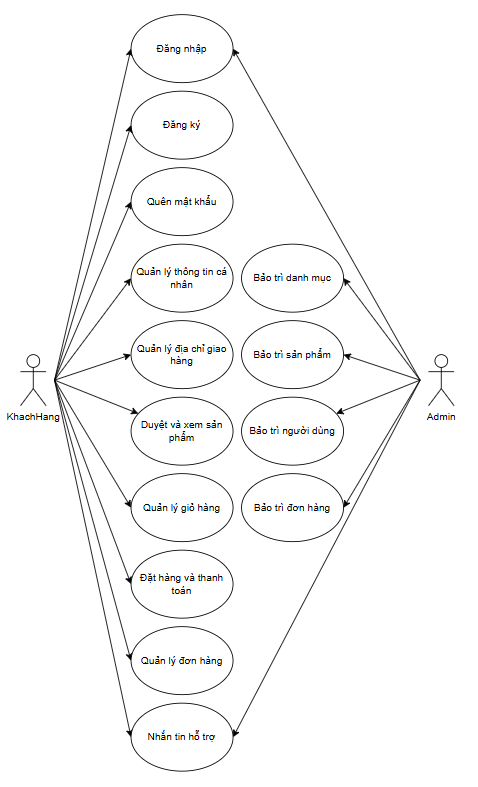 Đăng nhập
Đăng ký
Quên mật khẩu
Quản lý thông tin cá
nhân
Bảo trì danh mục
Quản lý địa chỉ giao
hàng
Bảo trì sản phẩm
KhachHang
Admin
Duyệt và xem sản
phẩm
Bảo trì người dùng
Quản lý giỏ hàng
Bảo trì đơn hàng
Đặt hàng và thanh
toán
Quản lý đơn hàng
Nhắn tin hỗ trợ